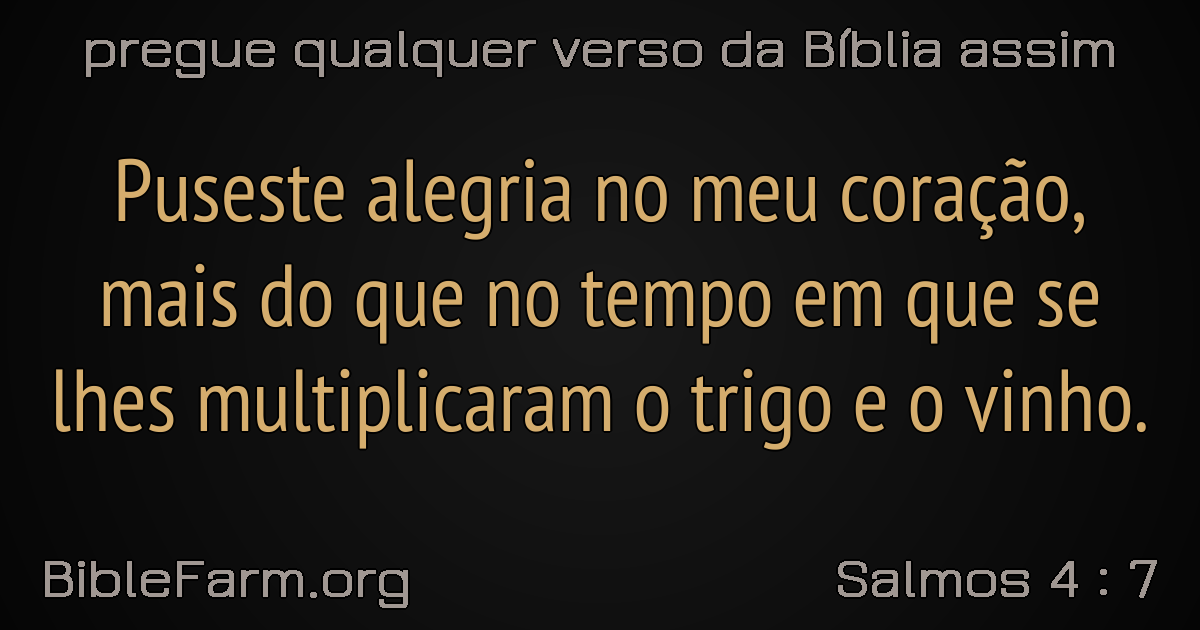 pregue qualquer verso da Bíblia assim
Puseste alegria no meu coração,
mais do que no tempo em que se
lhes multiplicaram o trigo e o vinho.
BibleFarm.org
Salmos 4 : 7